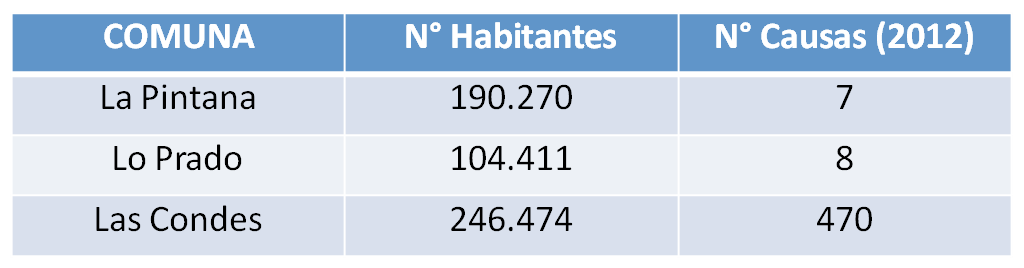 COMUNA N° Habitantes N° Causas (2012)
La Pintana 190.270 7
Lo Prado 104.411 8
Las Condes 246.474 470